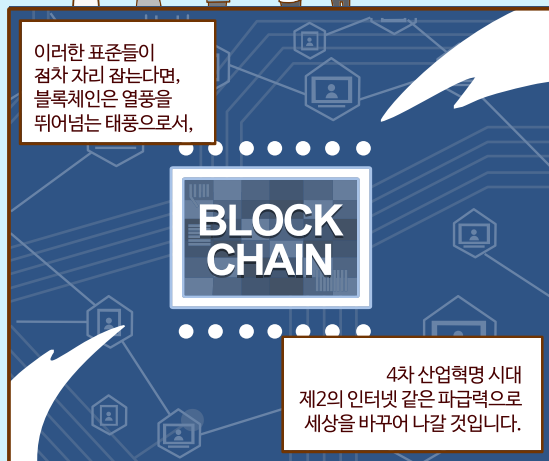 이러한 표준들이
점차 자리 잡는다면,
블록체인은 열풍을
뛰어넘는 태풍으로서,
BLOCK
CHAIN
4차 산업혁명 시대
제2의 인터넷 같은 파급력으로
세상을 바꾸어 나갈 것입니다.